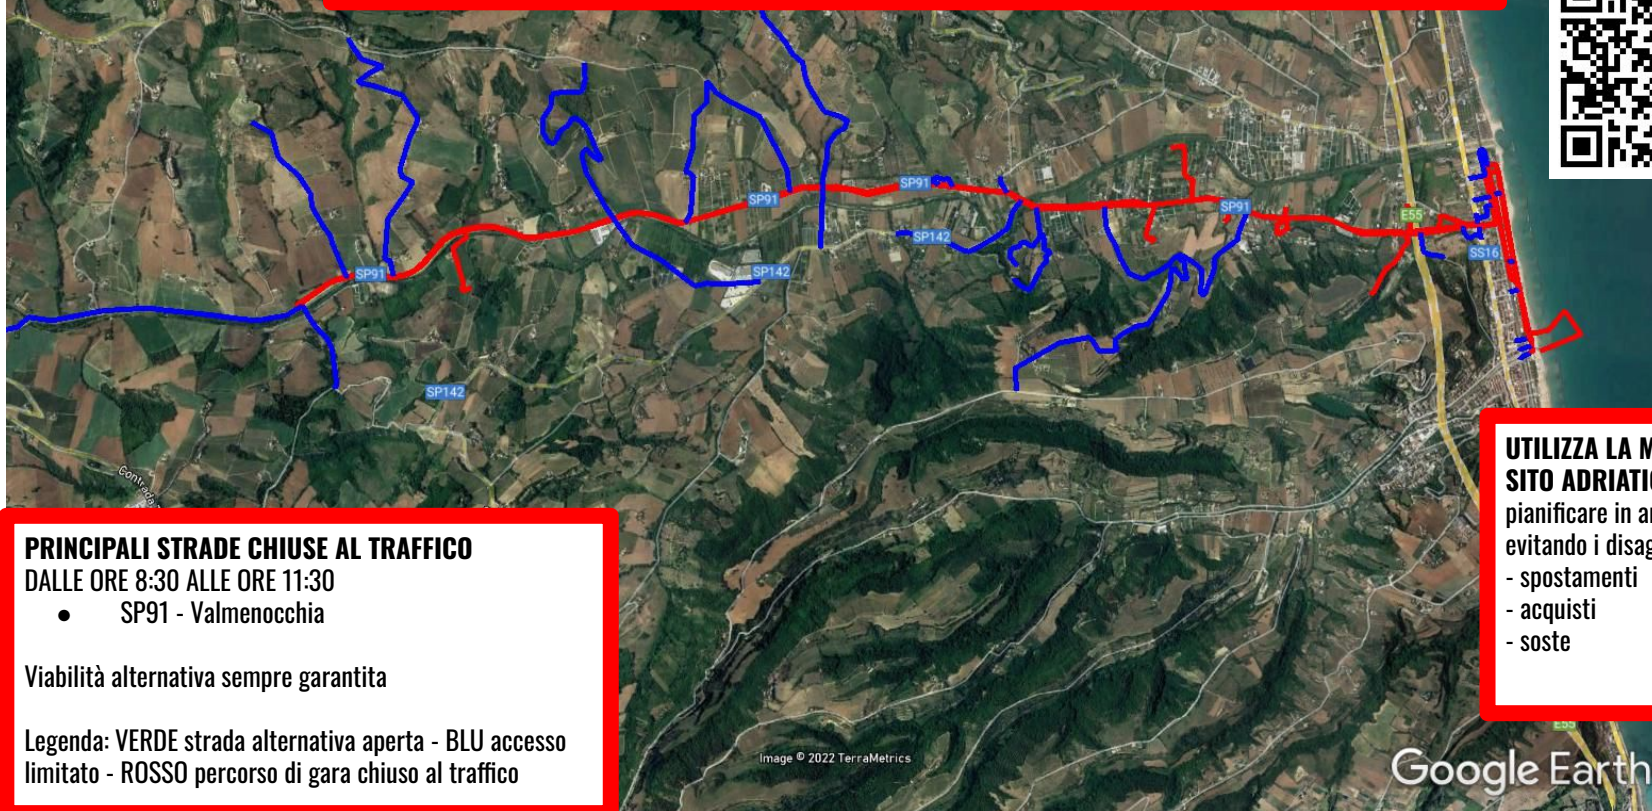 SP91
SP91
SP91
E55
SP142
SS16
SP91
SP142
SP142
Contrada
UTILIZZA LA M
SITO ADRIATI
pianificare in a
evitando i disag
- spostamenti
- acquisti
- soste
PRINCIPALI STRADE CHIUSE AL TRAFFICO
DALLE ORE 8:30 ALLE ORE 11:30
● SP91 - Valmenocchia
Viabilità alternativa sempre garantita
Legenda: VERDE strada alternativa aperta - BLU accesso
limitato - ROSSO percorso di gara chiuso al traffico
E55
Image © 2022 TerraMetrics
Google Earth